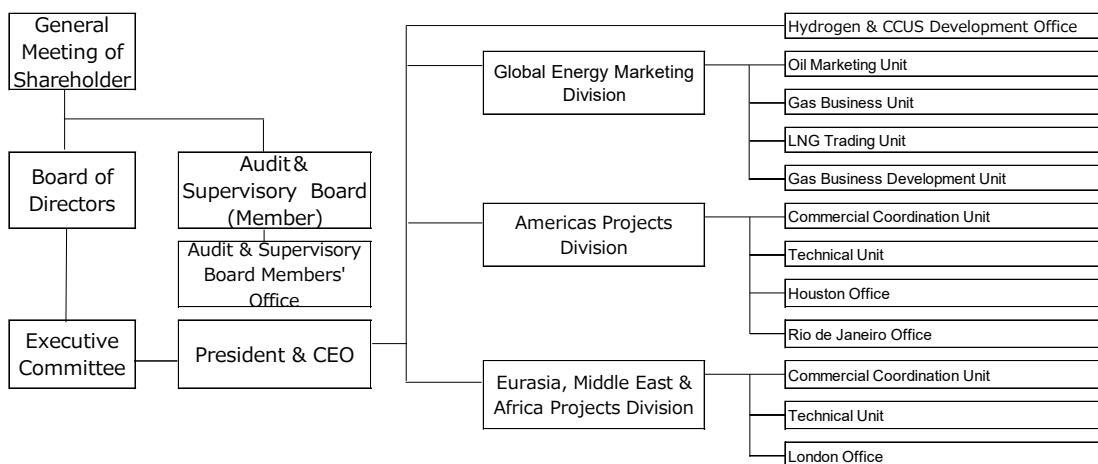 General
Meeting of
Shareholder
Board of
Directors
Audit &
Supervisory Board
(Member)
Audit & Supervisory
Board Members'
Office
Executive
Committee
President & CEO
Hydrogen & CCUS Development Office
Global Energy Marketing
Division
Oil Marketing Unit
Gas Business Unit
LNG Trading Unit
Gas Business Development Unit
Americas Projects
Division
Commercial Coordination Unit
Technical Unit
Houston Office
Rio de Janeiro Office
Eurasia, Middle East &
Africa Projects Division
Commercial Coordination Unit
Technical Unit
London Office